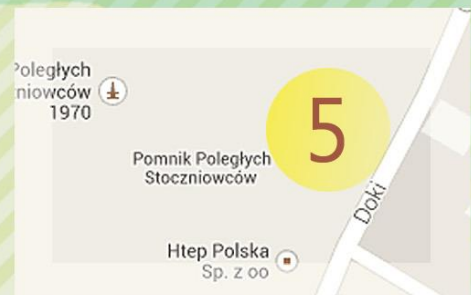 Poległych
niowców
1970
5
Pomnik Poległych
Stoczniowców
Doki
Htep Polska
Sp. z oo